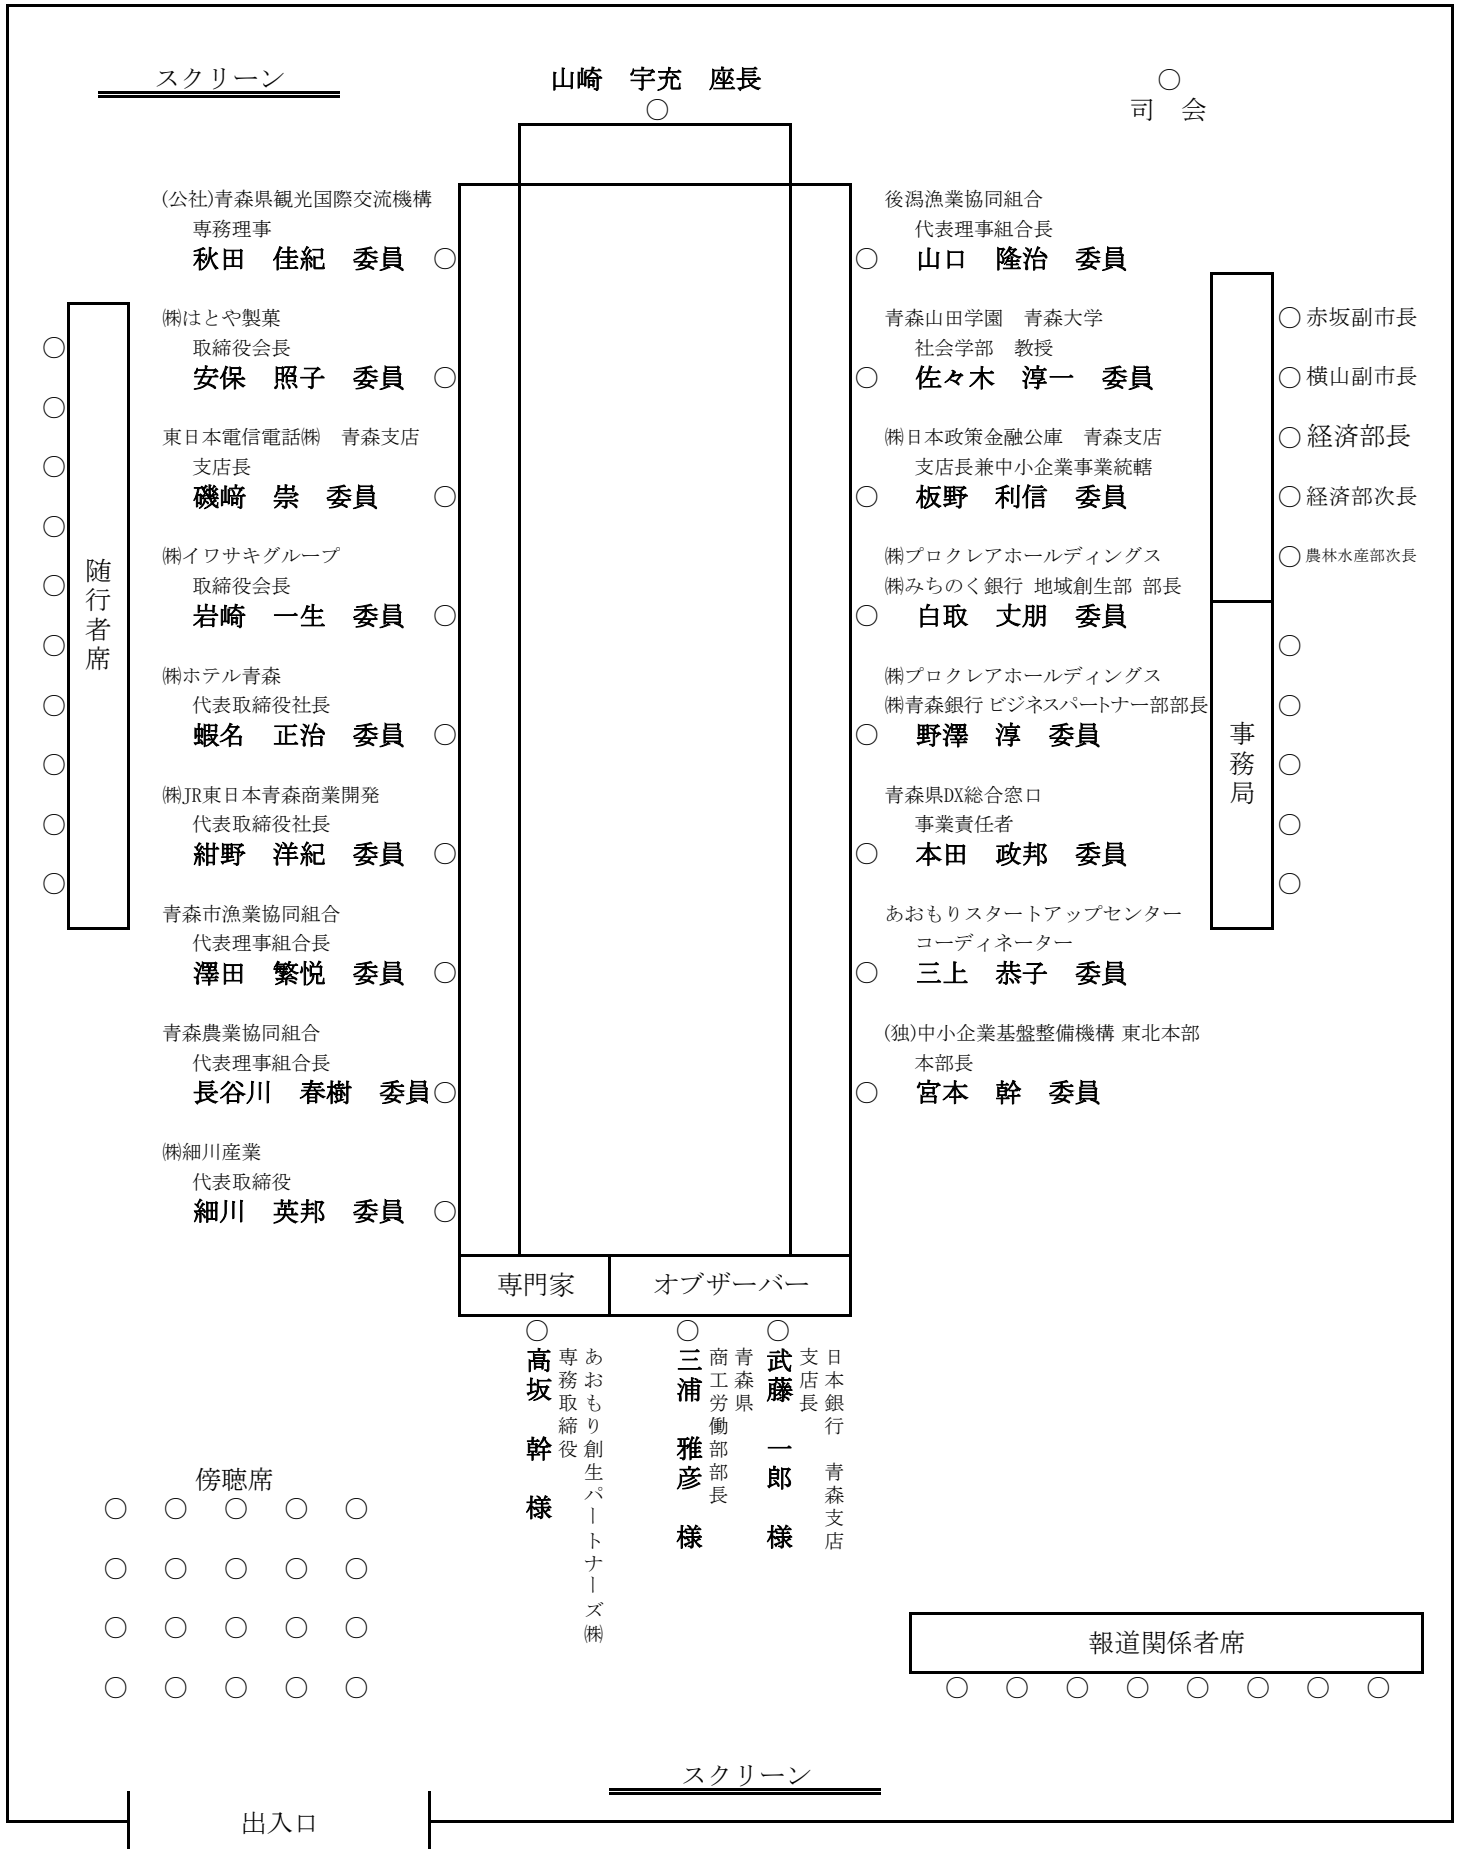 スクリーン
山崎　宇充　座長
〇
〇
司　会
(公社)青森県観光国際交流機構
専務理事
秋田　佳紀　委員　〇
㈱はとや製菓
取締役会長
安保　照子　委員　〇
東日本電信電話㈱　青森支店
支店長
磯﨑　崇　委員　〇
㈱イワサキグループ
取締役会長
岩崎　一生　委員　〇
㈱ホテル青森
代表取締役社長
蝦名　正治　委員　〇
㈱JR東日本青森商業開発
代表取締役社長
紺野　洋紀　委員　〇
青森市漁業協同組合
代表理事組合長
澤田　繁悦　委員　〇
青森農業協同組合
代表理事組合長
長谷川　春樹　委員〇
㈱細川産業
代表取締役
細川　英邦　委員　〇
後潟漁業協同組合
代表理事組合長
〇　山口　隆治　委員
青森山田学園　青森大学
社会学部　教授
〇　佐々木　淳一　委員
㈱日本政策金融公庫　青森支店
支店長兼中小企業事業統轄
〇　板野　利信　委員
㈱プロクレアホールディングス
㈱みちのく銀行 地域創生部 部長
〇　白取　丈朋　委員
㈱プロクレアホールディングス
㈱青森銀行 ビジネスパートナー部部長
〇　野澤　淳　委員
青森県DX総合窓口
事業責任者
〇　本田　政邦　委員
あおもりスタートアップセンター
コーディネーター
〇　三上　恭子　委員
(独)中小企業基盤整備機構 東北本部
本部長
〇　宮本　幹　委員
随行者席
〇
〇
〇
〇
〇
〇
〇
〇
〇
〇
〇 赤坂副市長
〇 横山副市長
〇 経済部長
〇 経済部次長
〇 農林水産部次長
事務局
〇
〇
〇
〇
〇
専門家
オブザーバー
〇
あおもり創生パートナーズ㈱
専務取締役
高坂　幹　様
〇
青森県
商工労働部部長
三浦　雅彦　様
〇
日本銀行　青森支店
支店長
武藤　一郎　様
傍聴席
〇 〇 〇 〇 〇
〇 〇 〇 〇 〇
〇 〇 〇 〇 〇
〇 〇 〇 〇 〇
報道関係者席
〇 〇 〇 〇 〇 〇 〇 〇
スクリーン
出入口